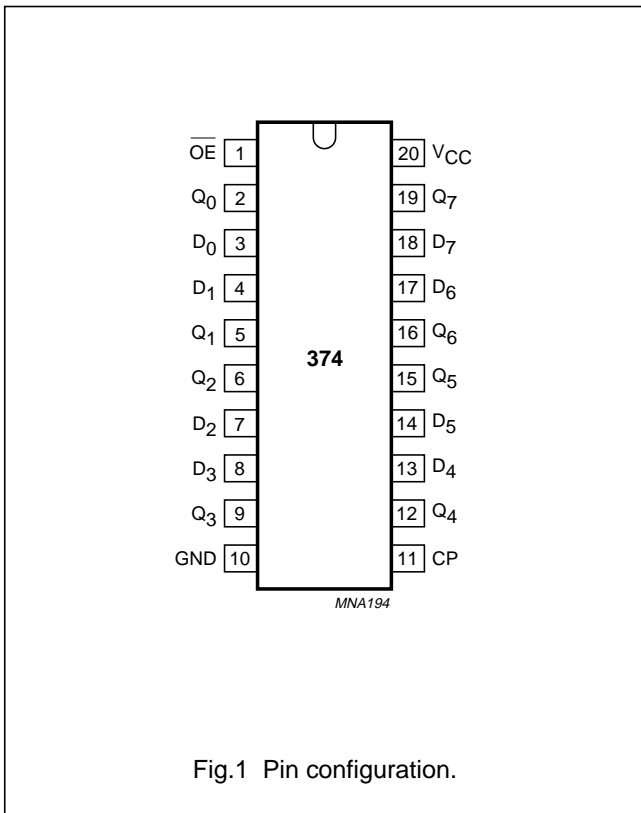 OE 1 20 VCC
Q0 2 19 Q7
D0 3 18 D7
D1 4 17 D6
Q1 5 16 Q6
374
Q2 6 15 Q5
D2 7 14 D5
D3 8 13 D4
Q3 9 12 Q4
GND 10 11 CP
MNA194
Fig.1 Pin configuration.